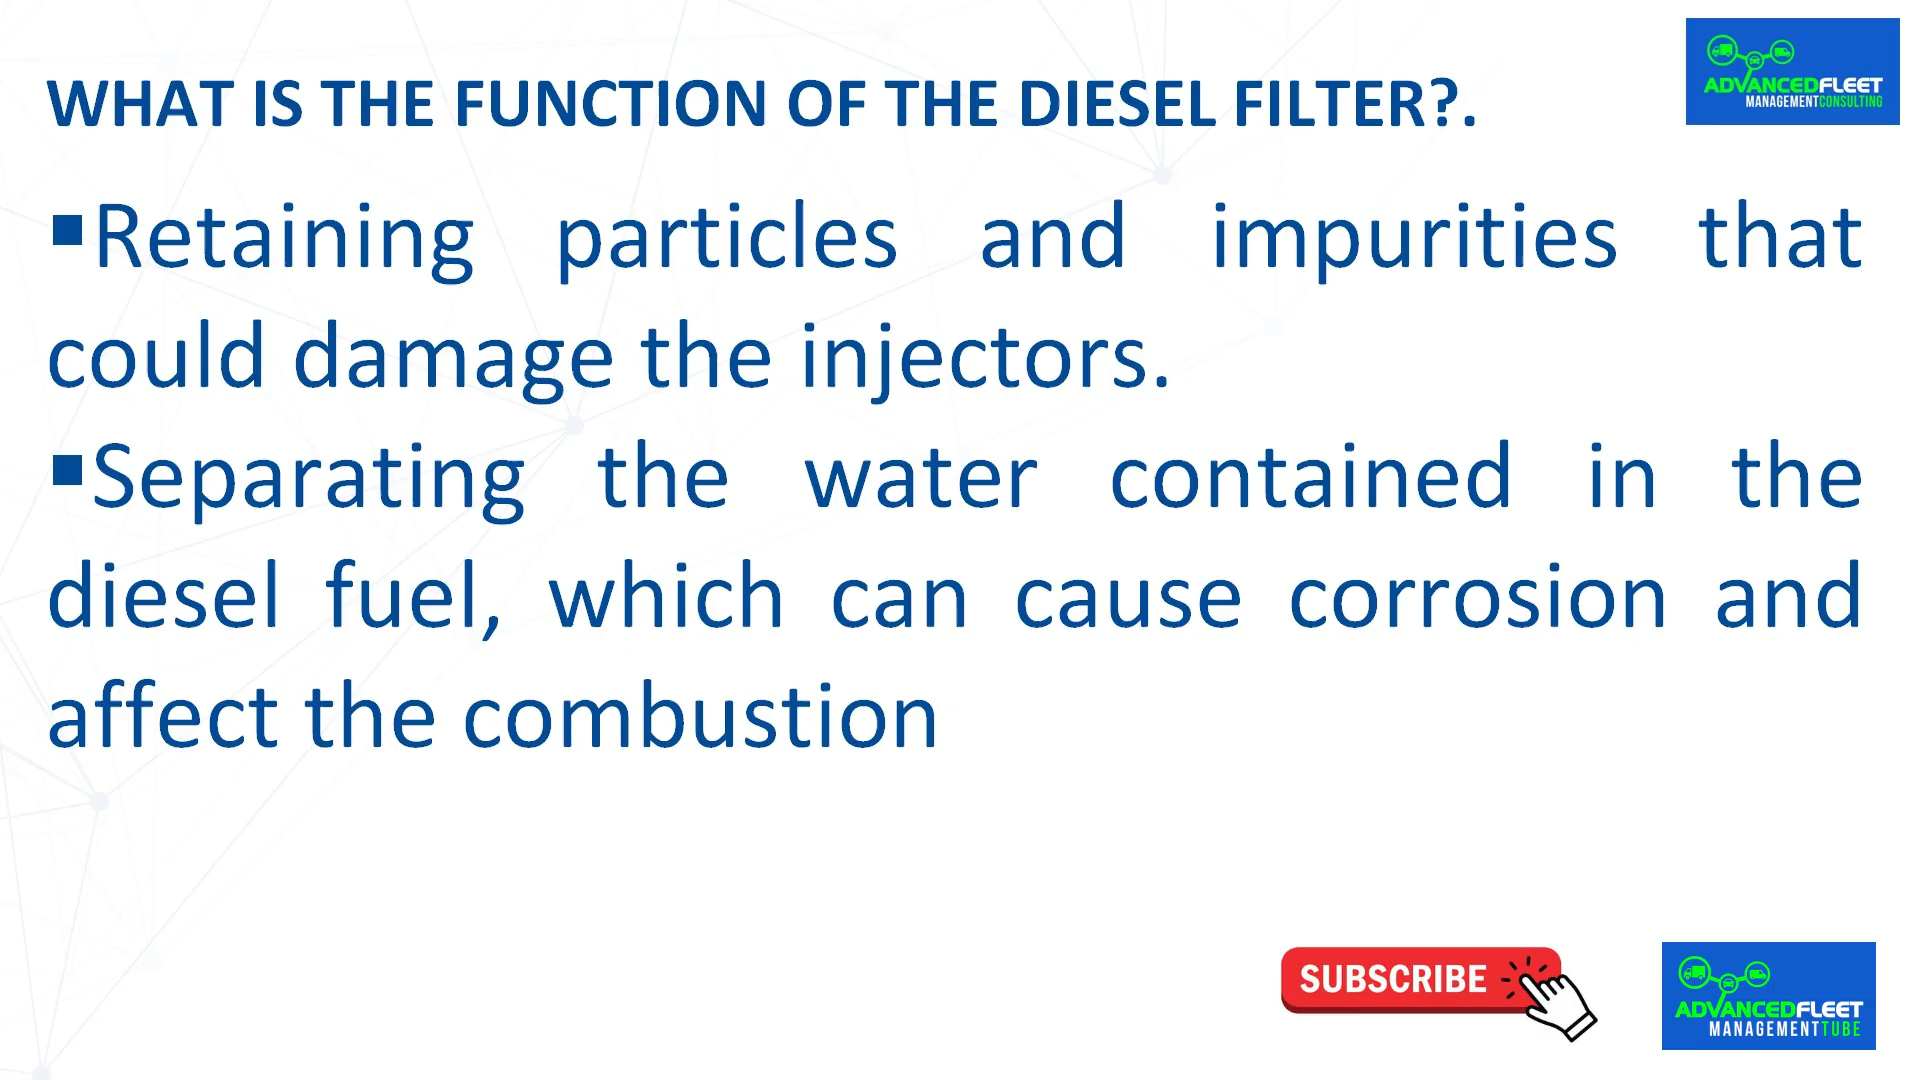 ADVANCEDFLEET
MANAGEMENTCONSULTING
WHAT IS THE FUNCTION OF THE DIESEL FILTER?.
▪Retaining particles and impurities that
could damage the injectors.
▪Separating the water contained in the
diesel fuel, which can cause corrosion and
affect the combustion
SUBSCRIBE
ADVANCEDFLEET
MANAGEMENTTUBE